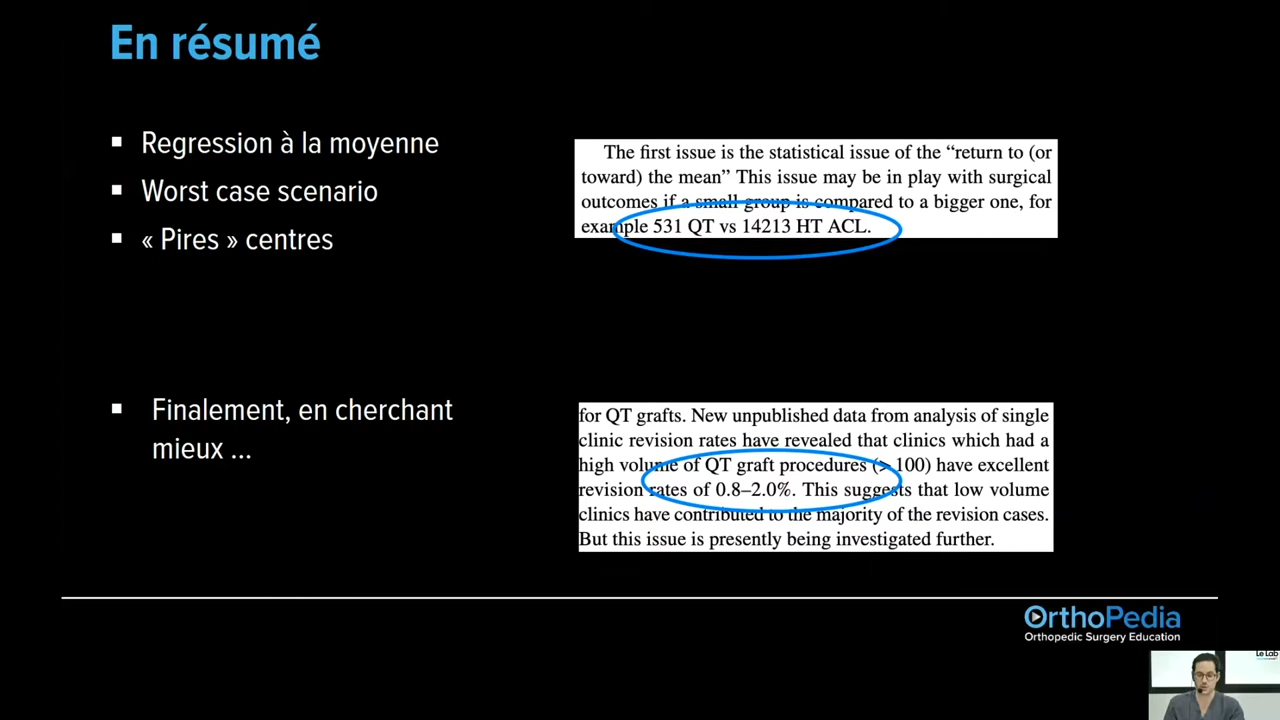 En résumé
Regression à la moyenne
Worst case scenario
« Pires » centres
The first issue is the statistical issue of the “return to (or
toward) the mean” This issue may be in play with surgical
outcomes if a small group is compared to a bigger one, for
example 531 QT vs 14213 HT ACL.
Finalement, en cherchant
mieux ...
for QT grafts. New unpublished data from analysis of single
clinic revision rates have revealed that clinics which had a
high volume of QT graft procedures (> 100) have excellent
revision rates of 0.8–2.0%. This suggests that low volume
clinics have contributed to the majority of the revision cases.
But this issue is presently being investigated further.
OrthoPedia
Orthopedic Surgery Education
Le Lab